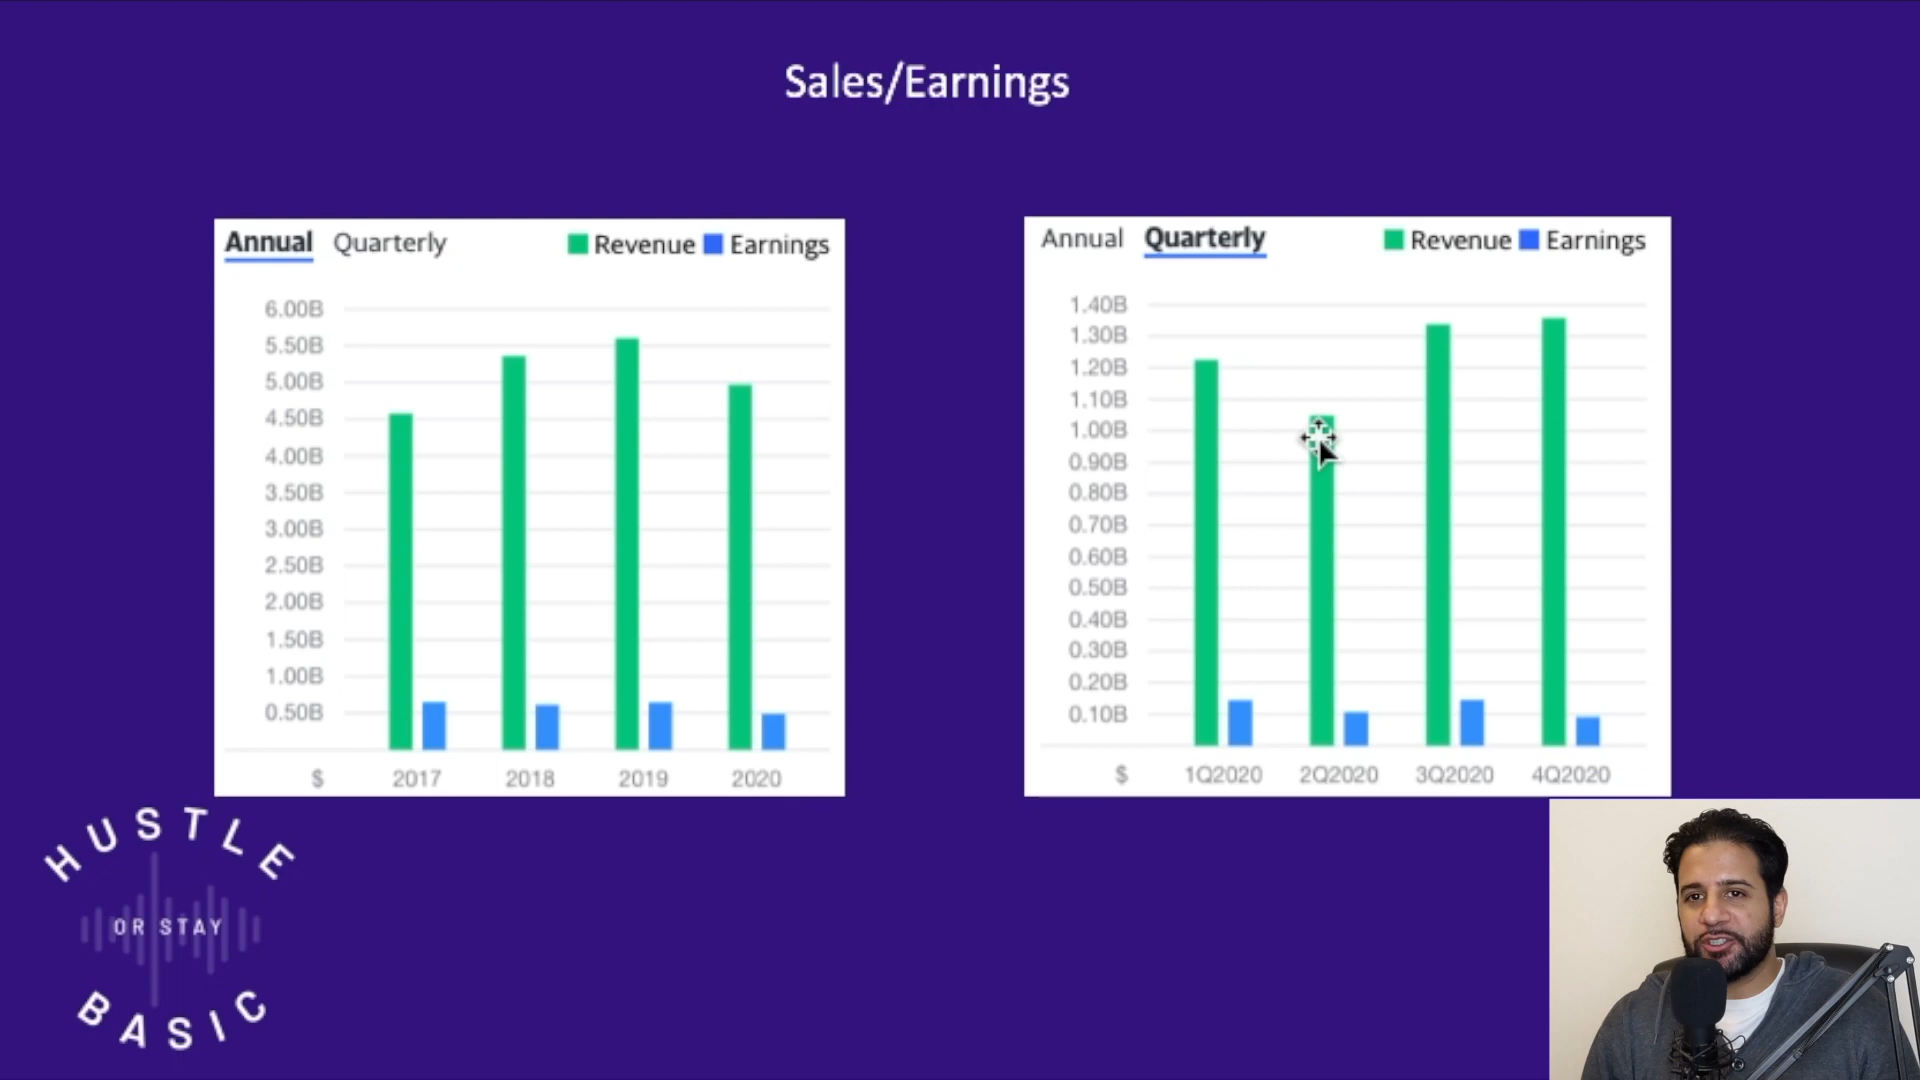 Sales/Earnings
Annual Quarterly Revenue Earnings
6.00B
5.50B
5.00B
4.50B
4.00B
3.50B
3.00B
2.50B
2.00B
1.50B
1.00B
0.50B
$ 2017 2018 2019 2020
Annual Quarterly Revenue Earnings
1.40B
1.30B
1.20B
1.10B
1.00B
0.90B
0.80B
0.70B
0.60B
0.50B
0.40B
0.30B
0.20B
0.10B
$ 1Q2020 2Q2020 3Q2020 4Q2020
HUSTLE
OR STAY
BASIC